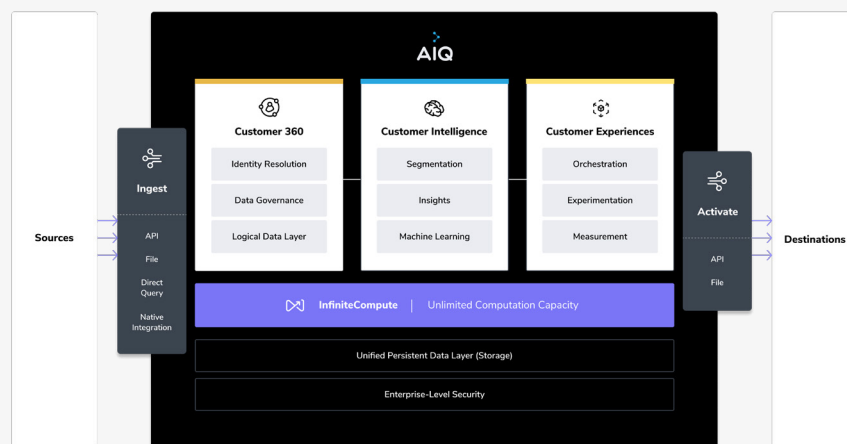 AIQ
Sources
Ingest
API
File
Direct
Query
Native
Integration
Customer 360
Identity Resolution
Data Governance
Logical Data Layer
Customer Intelligence
Segmentation
Insights
Machine Learning
Customer Experiences
Orchestration
Experimentation
Measurement
InfiniteCompute | Unlimited Computation Capacity
Unified Persistent Data Layer (Storage)
Enterprise-Level Security
Activate
API
File
Destinations